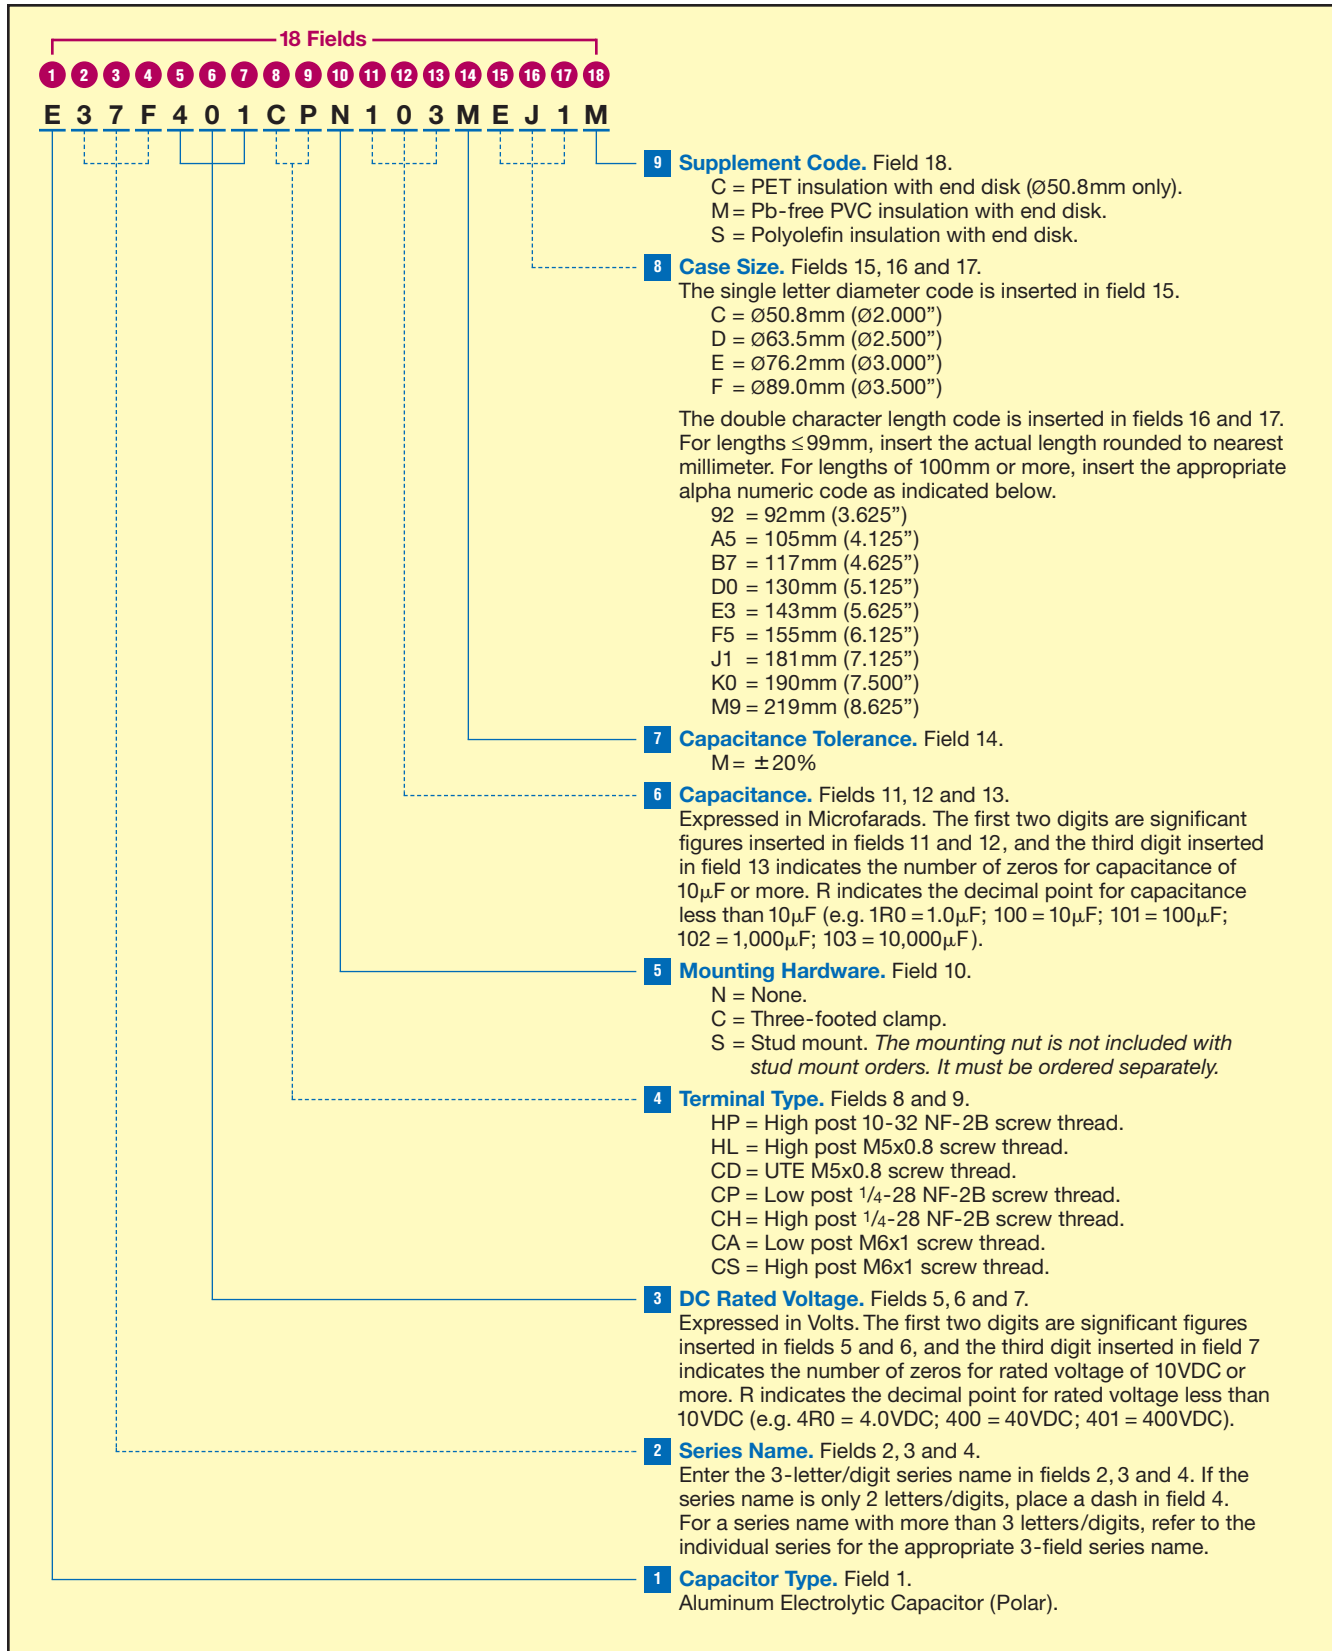 18 Fields
1 2 3 4 5 6 7 8 9 10 11 12 13 14 15 16 17 18
E 3 7 F 4 0 1 C P N 1 0 3 M E J 1 M
9 Supplement Code. Field 18.
C = PET insulation with end disk (Ø50.8mm only).
M = Pb-free PVC insulation with end disk.
S = Polyolefin insulation with end disk.
8 Case Size. Fields 15, 16 and 17.
The single letter diameter code is inserted in field 15.
C = Ø50.8mm (Ø2.000”)
D = Ø63.5mm (Ø2.500”)
E = Ø76.2mm (Ø3.000”)
F = Ø89.0mm (Ø3.500”)
The double character length code is inserted in fields 16 and 17.
For lengths ≤99mm, insert the actual length rounded to nearest
millimeter. For lengths of 100mm or more, insert the appropriate
alpha numeric code as indicated below.
92 = 92mm (3.625”)
A5 = 105mm (4.125”)
B7 = 117mm (4.625”)
D0 = 130mm (5.125”)
E3 = 143mm (5.625”)
F5 = 155mm (6.125”)
J1 = 181mm (7.125”)
K0 = 190mm (7.500”)
M9 = 219mm (8.625”)
7 Capacitance Tolerance. Field 14.
M = ±20%
6 Capacitance. Fields 11, 12 and 13.
Expressed in Microfarads. The first two digits are significant
figures inserted in fields 11 and 12, and the third digit inserted
in field 13 indicates the number of zeros for capacitance of
10µF or more. R indicates the decimal point for capacitance
less than 10µF (e.g. 1R0 = 1.0µF; 100 = 10µF; 101 = 100µF;
102 = 1,000µF; 103 = 10,000µF).
5 Mounting Hardware. Field 10.
N = None.
C = Three-footed clamp.
S = Stud mount. The mounting nut is not included with
stud mount orders. It must be ordered separately.
4 Terminal Type. Fields 8 and 9.
HP = High post 10-32 NF-2B screw thread.
HL = High post M5x0.8 screw thread.
CD = UTE M5x0.8 screw thread.
CP = Low post 1/4-28 NF-2B screw thread.
CH = High post 1/4-28 NF-2B screw thread.
CA = Low post M6x1 screw thread.
CS = High post M6x1 screw thread.
3 DC Rated Voltage. Fields 5, 6 and 7.
Expressed in Volts. The first two digits are significant figures
inserted in fields 5 and 6, and the third digit inserted in field 7
indicates the number of zeros for rated voltage of 10VDC or
more. R indicates the decimal point for rated voltage less than
10VDC (e.g. 4R0 = 4.0VDC; 400 = 40VDC; 401 = 400VDC).
2 Series Name. Fields 2, 3 and 4.
Enter the 3-letter/digit series name in fields 2, 3 and 4. If the
series name is only 2 letters/digits, place a dash in field 4.
For a series name with more than 3 letters/digits, refer to the
individual series for the appropriate 3-field series name.
1 Capacitor Type. Field 1.
Aluminum Electrolytic Capacitor (Polar).